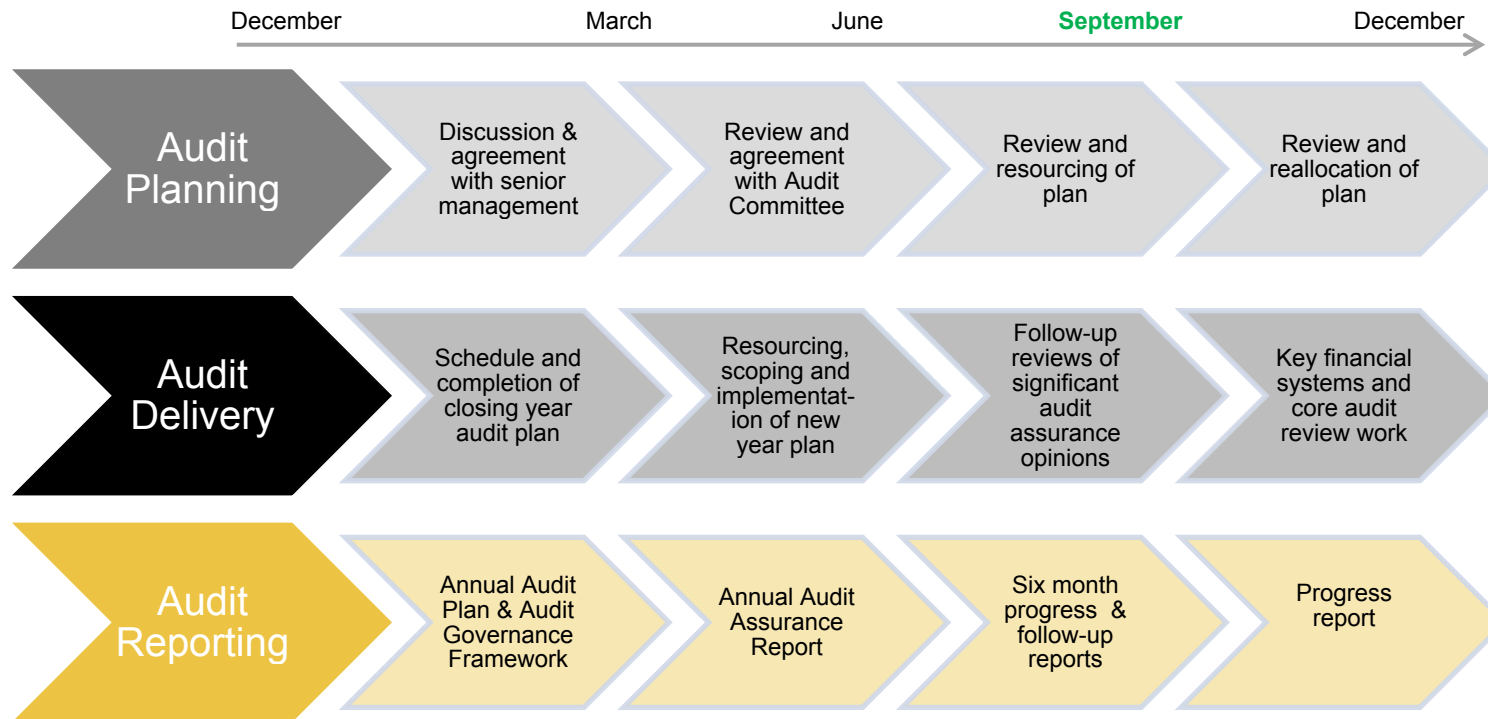 December March June September December
Audit
Planning
Discussion &
agreement
with senior
management
Review and
agreement
with Audit
Committee
Review and
resourcing of
plan
Review and
reallocation of
plan
Audit
Delivery
Schedule and
completion of
closing year
audit plan
Resourcing,
scoping and
implementat-
ion of new
year plan
Follow-up
reviews of
significant
audit
assurance
opinions
Key financial
systems and
core audit
review work
Audit
Reporting
Annual Audit
Plan & Audit
Governance
Framework
Annual Audit
Assurance
Report
Six month
progress &
follow-up
reports
Progress
report